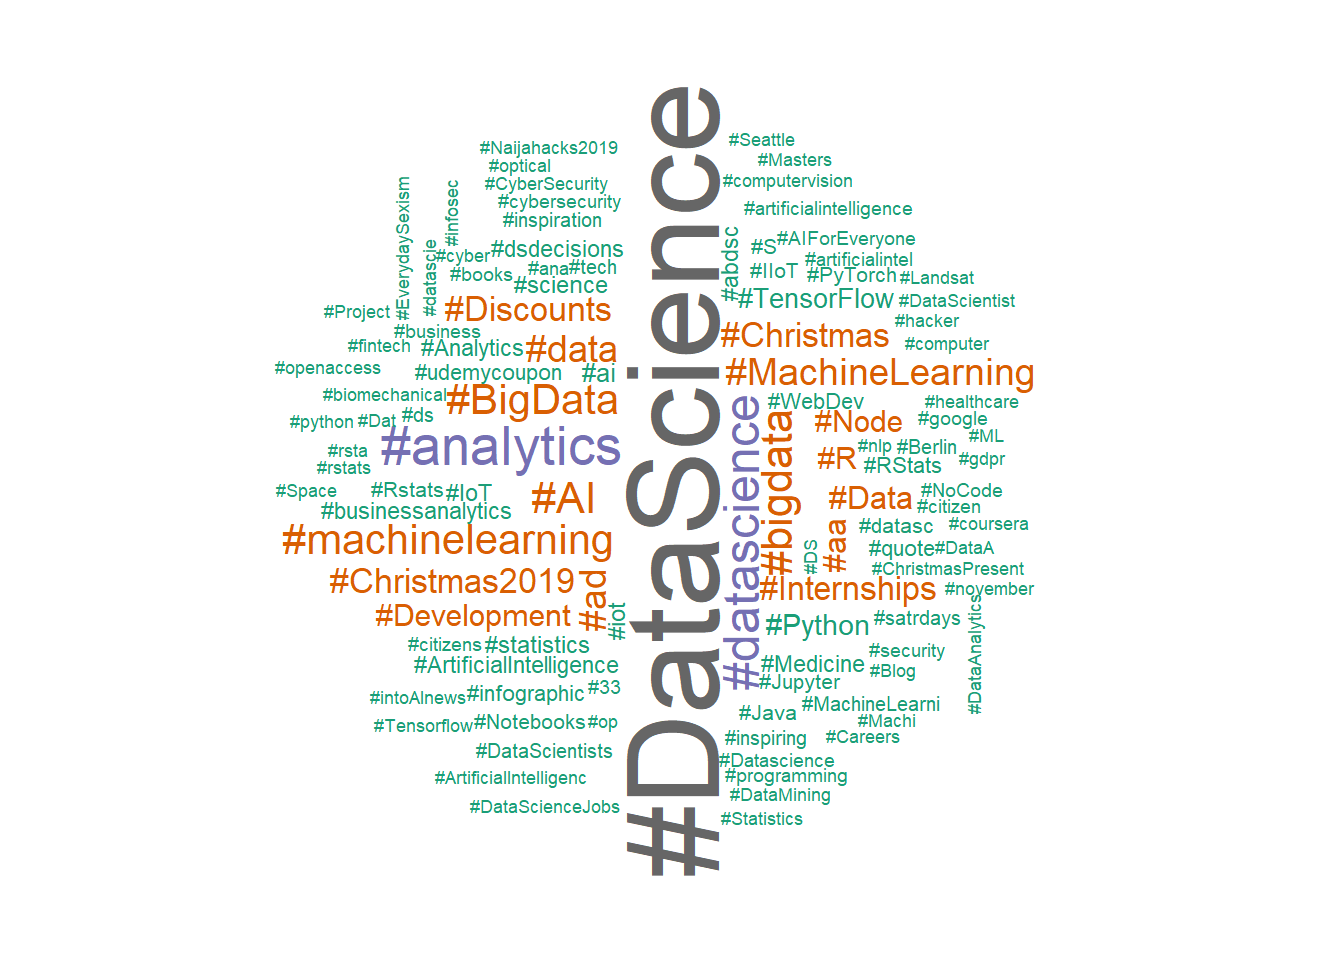 #DataScience
#Naijahacks2019
#optical
#CyberSecurity
#cybersecurity
#inspiration
#EverydaySexism
#infosec
#datascie
#cyber
#dsdecisions
#books
#ana
#tech
#science
#Discounts
#Project
#business
#fintech
#Analytics
#data
#openaccess
#udemycoupon
#ai
#biomechanical
#BigData
#python
#Dat
#ds
#analytics
#rsta
#rstats
#Space
#Rstats
#IoT
#AI
#businessanalytics
#machinelearning
#Christmas2019
#ad
#Development
#iot
#citizens
#statistics
#ArtificialIntelligence
#intoAInews
#infographic
#33
#Tensorflow
#Notebooks
#op
#DataScientists
#ArtificialIntelligenc
#DataScienceJobs
#Seattle
#Masters
#computervision
#artificialintelligence
#abdsc
#S
#AIForEveryone
#artificialintel
#IIoT
#PyTorch
#Landsat
#TensorFlow
#DataScientist
#hacker
#Christmas
#computer
#MachineLearning
#datascience
#WebDev
#healthcare
#bigdata
#Node
#google
#nlp
#Berlin
#ML
#R
#RStats
#gdpr
#Data
#NoCode
#citizen
#aa
#datasc
#coursera
#DS
#quote
#DataA
#ChristmasPresent
#Internships
#november
#Python
#satrdays
#DataAnalytics
#security
#Medicine
#Blog
#Jupyter
#MachineLearni
#Java
#Machi
#inspiring
#Careers
#Datascience
#programming
#DataMining
#Statistics